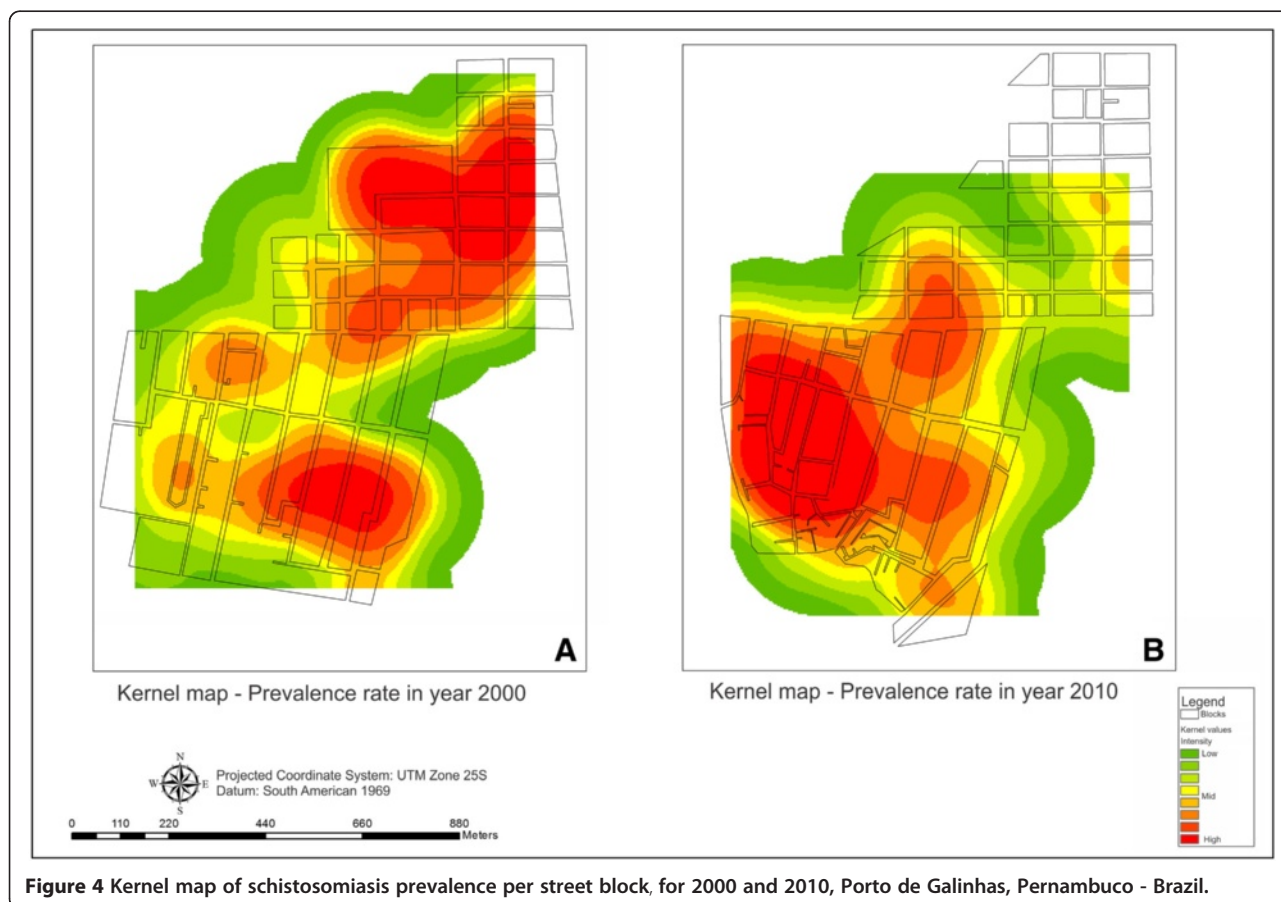 A
B
Kernel map - Prevalence rate in year 2000
Kernel map - Prevalence rate in year 2010
Legend
Blocks
Kernel values
Intensity
Low
Mid
High
N
W E
S
Projected Coordinate System: UTM Zone 25S
Datum: South American 1969
0 110 220 440 660 880
Meters
Figure 4 Kernel map of schistosomiasis prevalence per street block, for 2000 and 2010, Porto de Galinhas, Pernambuco - Brazil.